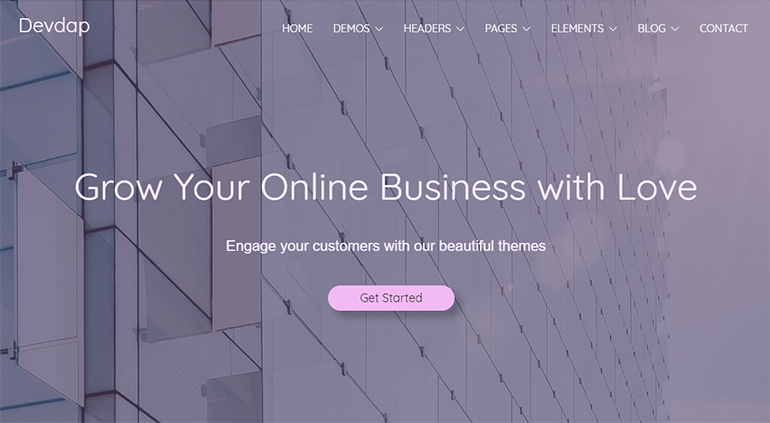 Devdap
HOME DEMOS HEADERS PAGES ELEMENTS BLOG CONTACT
Grow Your Online Business with Love
Engage your customers with our beautiful themes
Get Started